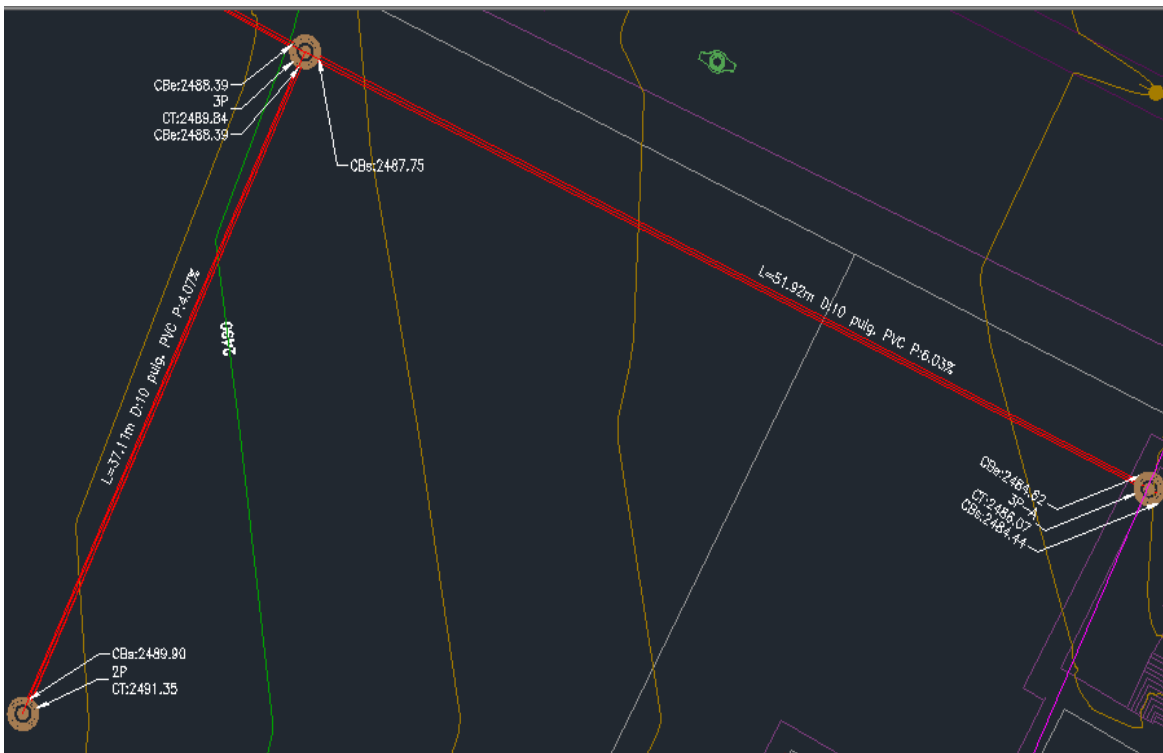 CBe:2488.39
3P
CT:2489.84
CBe:2488.39
CBs:2487.75
L=37.11m D:10 pulg. PVC P:4.07%
2490
L=51.92m D:10 pulg. PVC P:6.03%
CBe:2484.62
3P-A
CT:2486.07
CBs:2484.44
CBs:2489.90
2P
CT:2491.35